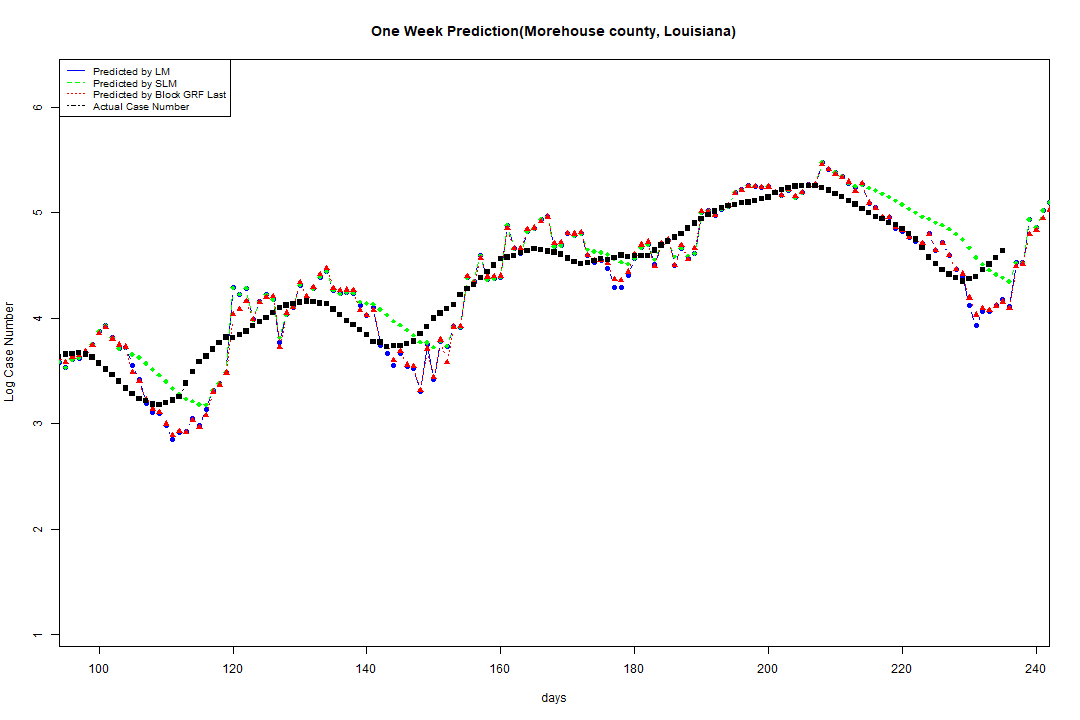 One Week Prediction(Morehouse county, Louisiana)
Predicted by LM
Predicted by SLM
Predicted by Block GRF Last
Actual Case Number
Log Case Number
6
5
4
3
2
1
100 120 140 160 180 200 220 240
days